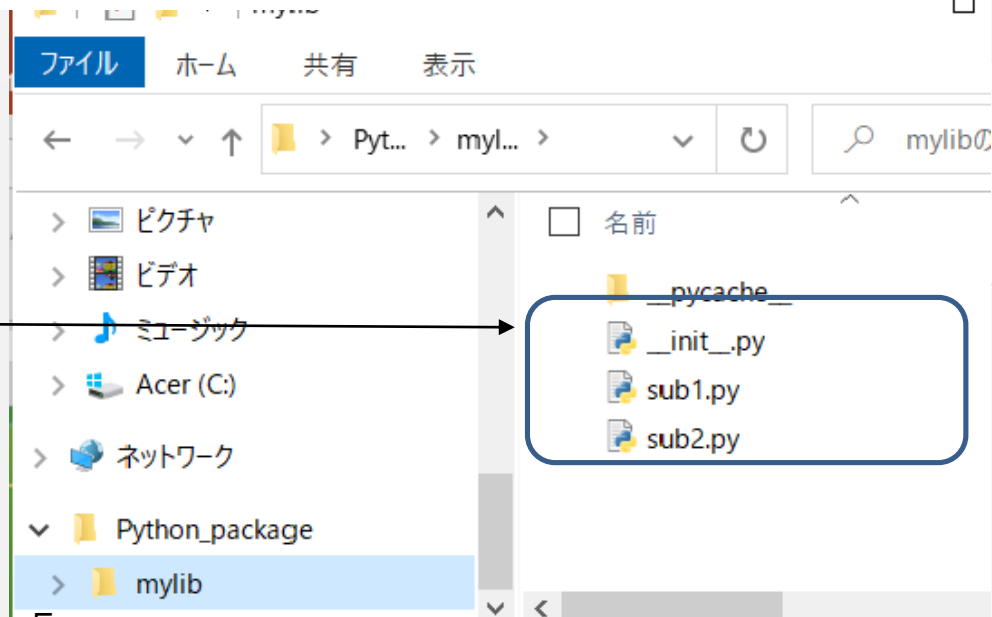 mylib
ファイル ホーム 共有 表示
Pyt... myl... mylibの
ピクチャ
ビデオ
ミュージック
Acer (C:)
ネットワーク
Python_package
mylib
名前
__pycache__
__init__.py
sub1.py
sub2.py